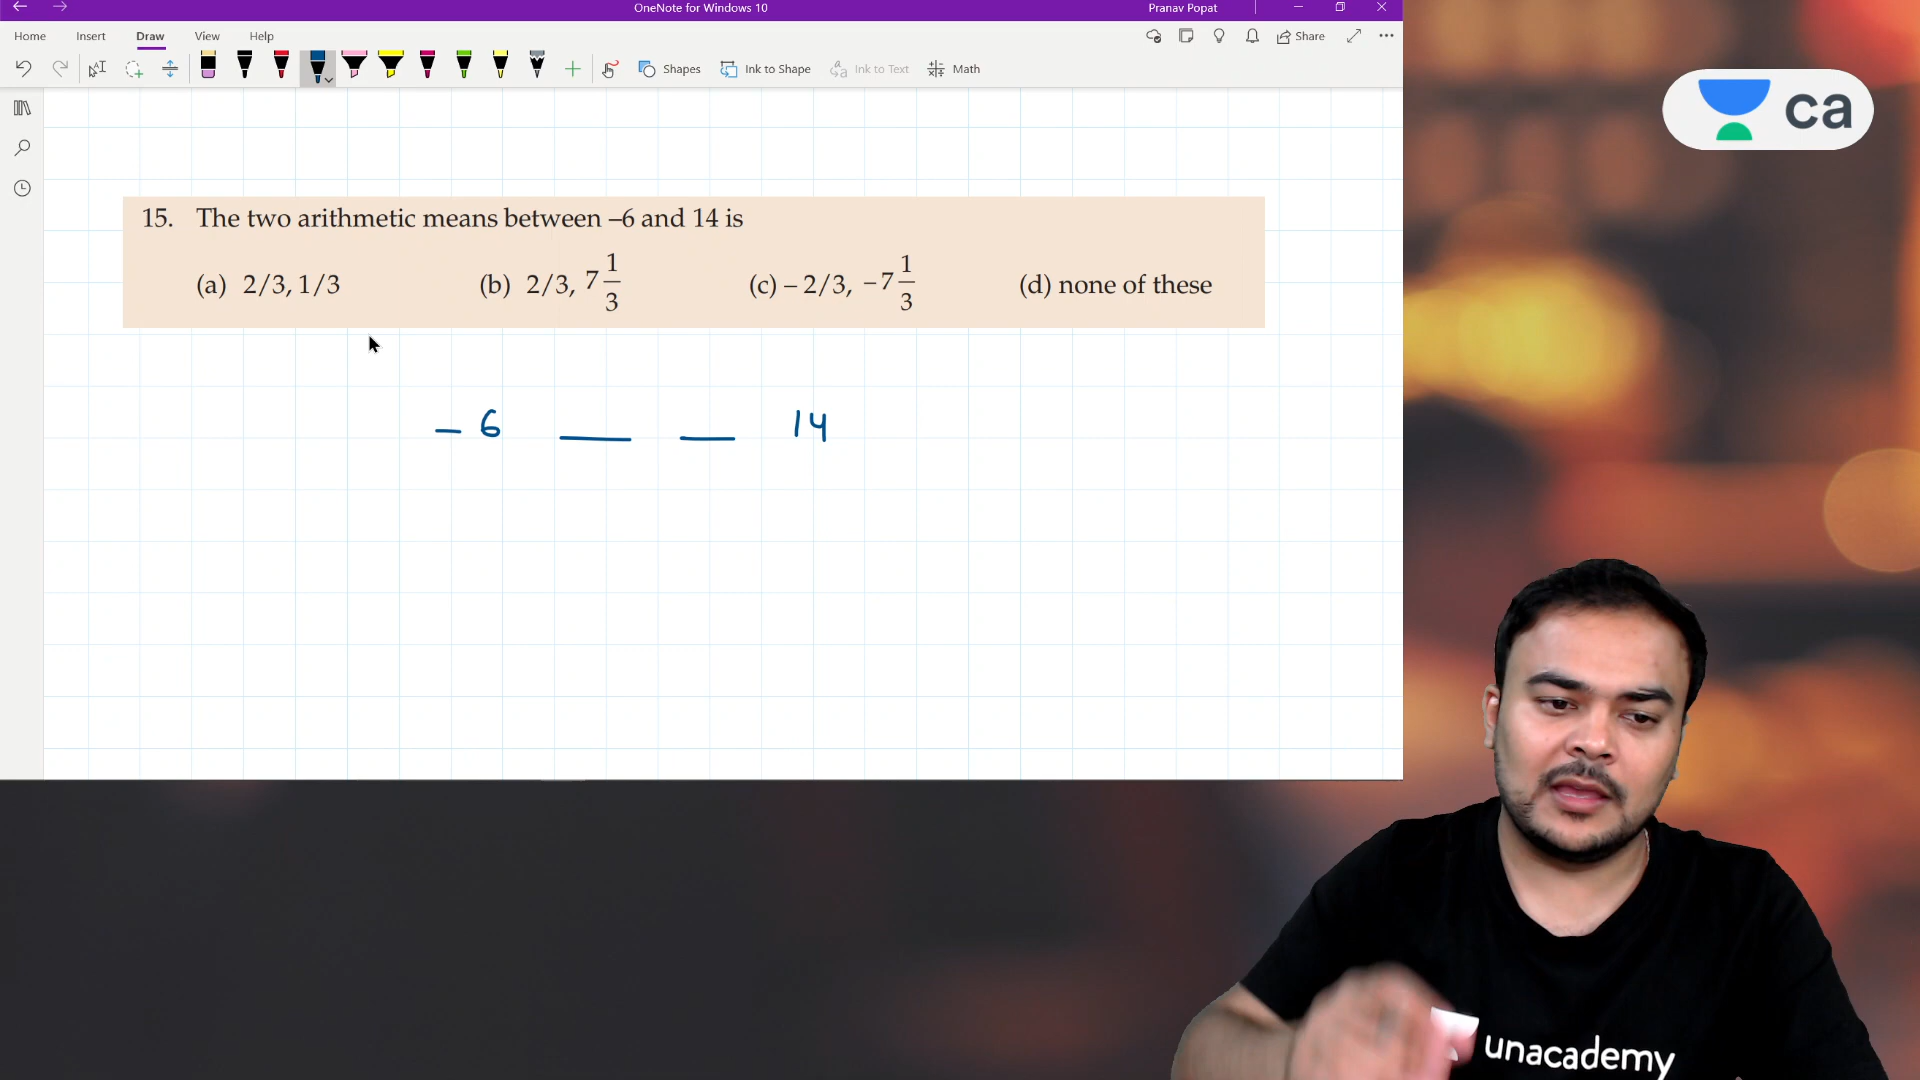 OneNote for Windows 10
Pranav Popat
Home Insert Draw View Help
Share
Shapes Ink to Shape Ink to Text Math
ca
15. The two arithmetic means between –6 and 14 is
(a) 2/3, 1/3 (b) 2/3, 7 1/3 (c) – 2/3, –7 1/3 (d) none of these
– 6 __ __ 14
unacademy